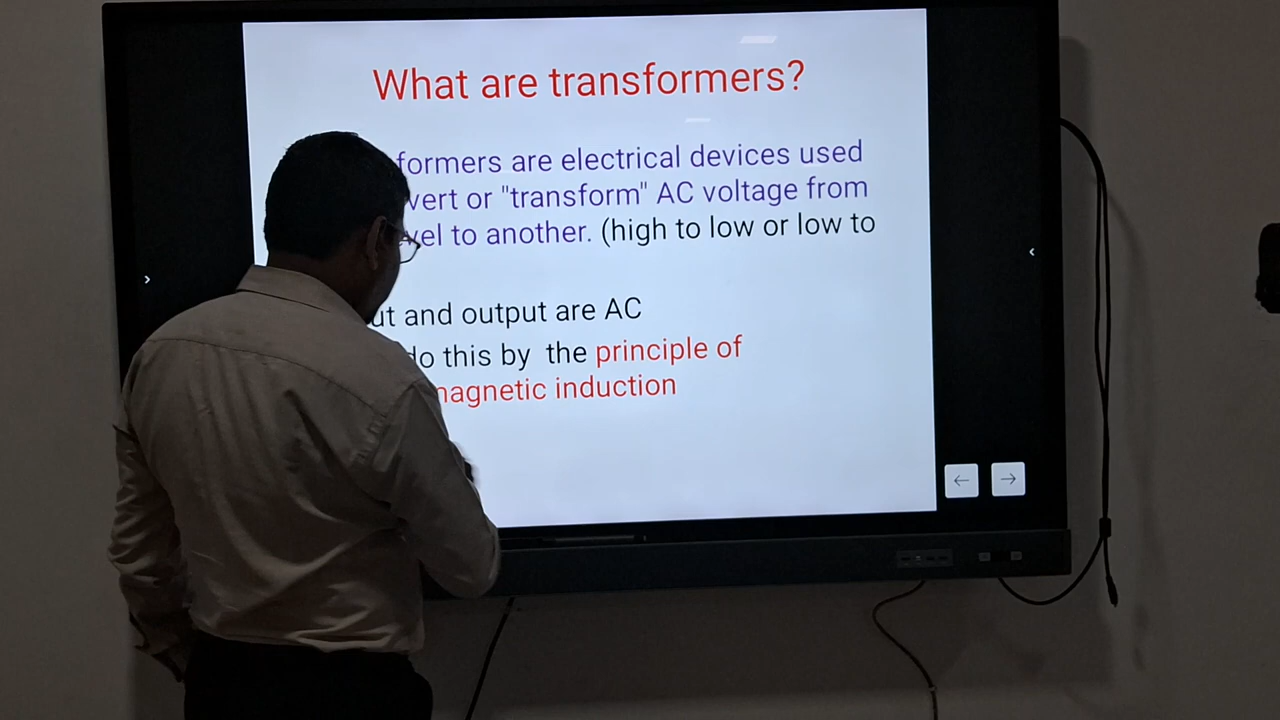 What are transformers?
formers are electrical devices used
vert or "transform" AC voltage from
vel to another. (high to low or low to
ut and output are AC
do this by the principle of
magnetic induction